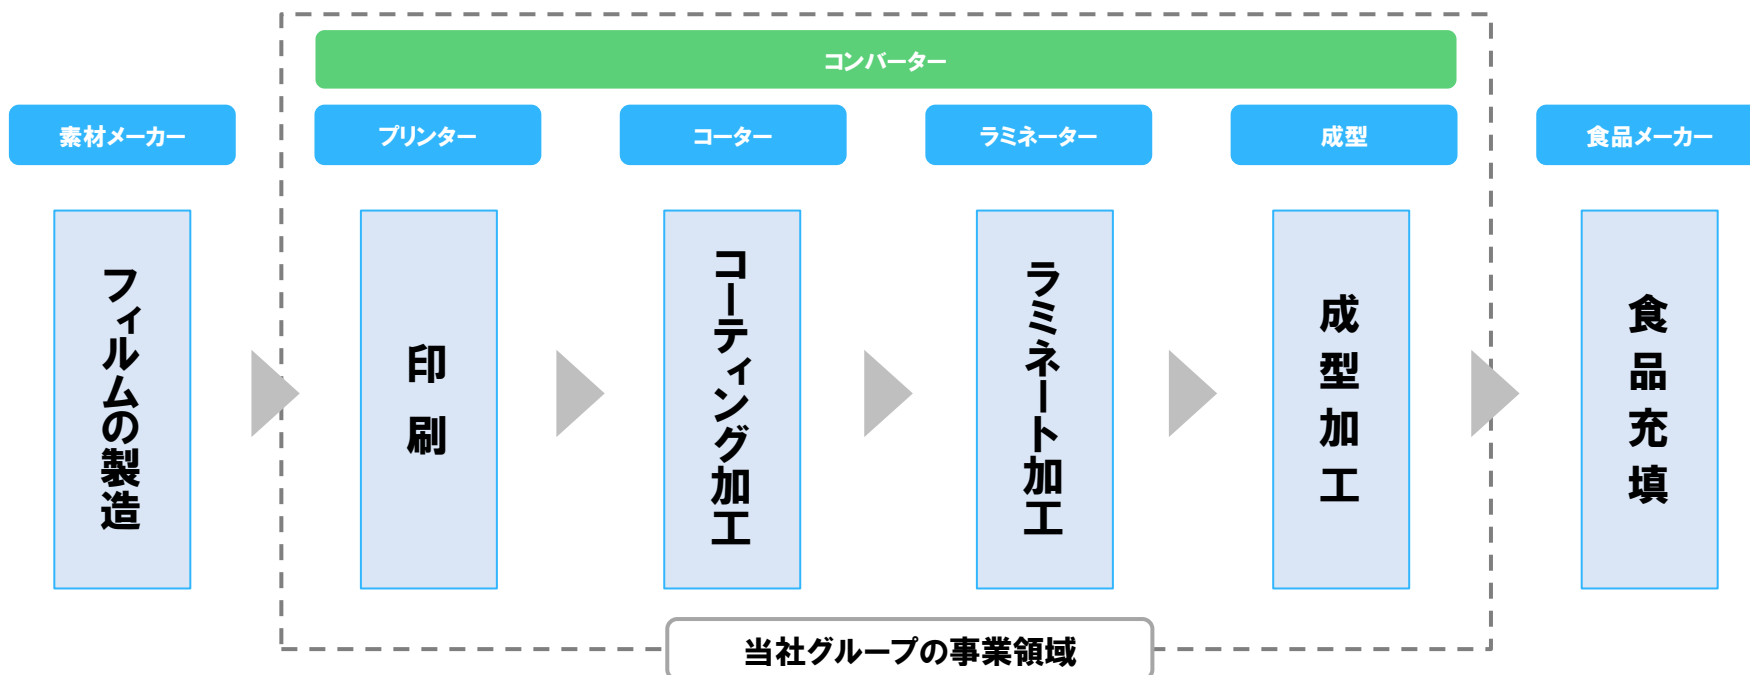 コンバーター
素材メーカー
プリンター
コーター
ラミネーター
成型
食品メーカー
フィルムの製造
印刷
コーティング加工
ラミネート加工
成型加工
食品充填
当社グループの事業領域